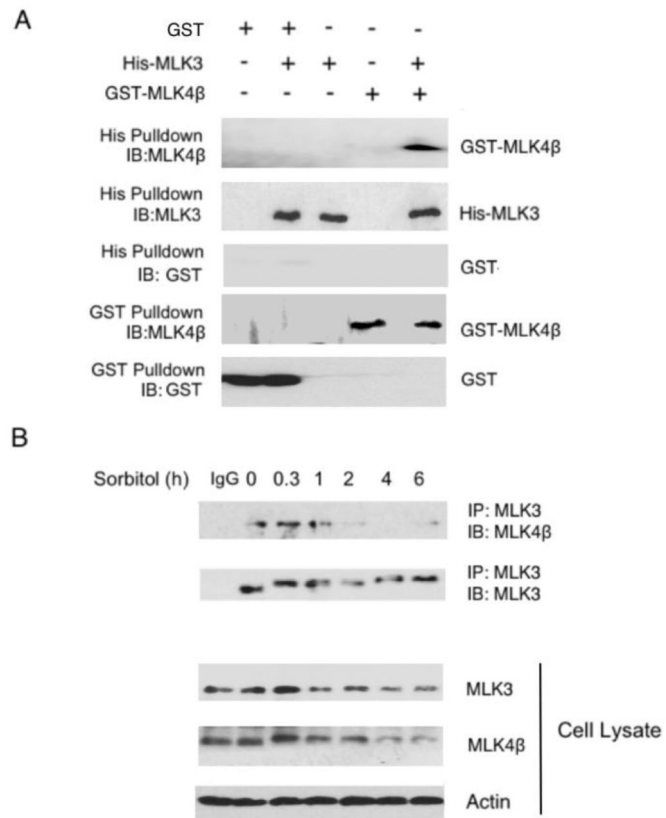 A
GST + + - - -
His-MLK3 - + + - +
GST-MLK4β - - - + +
His Pulldown
IB:MLK4β
GST-MLK4β
His Pulldown
IB:MLK3
His-MLK3
His Pulldown
IB: GST
GST
GST Pulldown
IB:MLK4β
GST-MLK4β
GST Pulldown
IB: GST
GST
B
Sorbitol (h) IgG 0 0.3 1 2 4 6
IP: MLK3
IB: MLK4β
IP: MLK3
IB: MLK3
MLK3
MLK4β
Cell Lysate
Actin